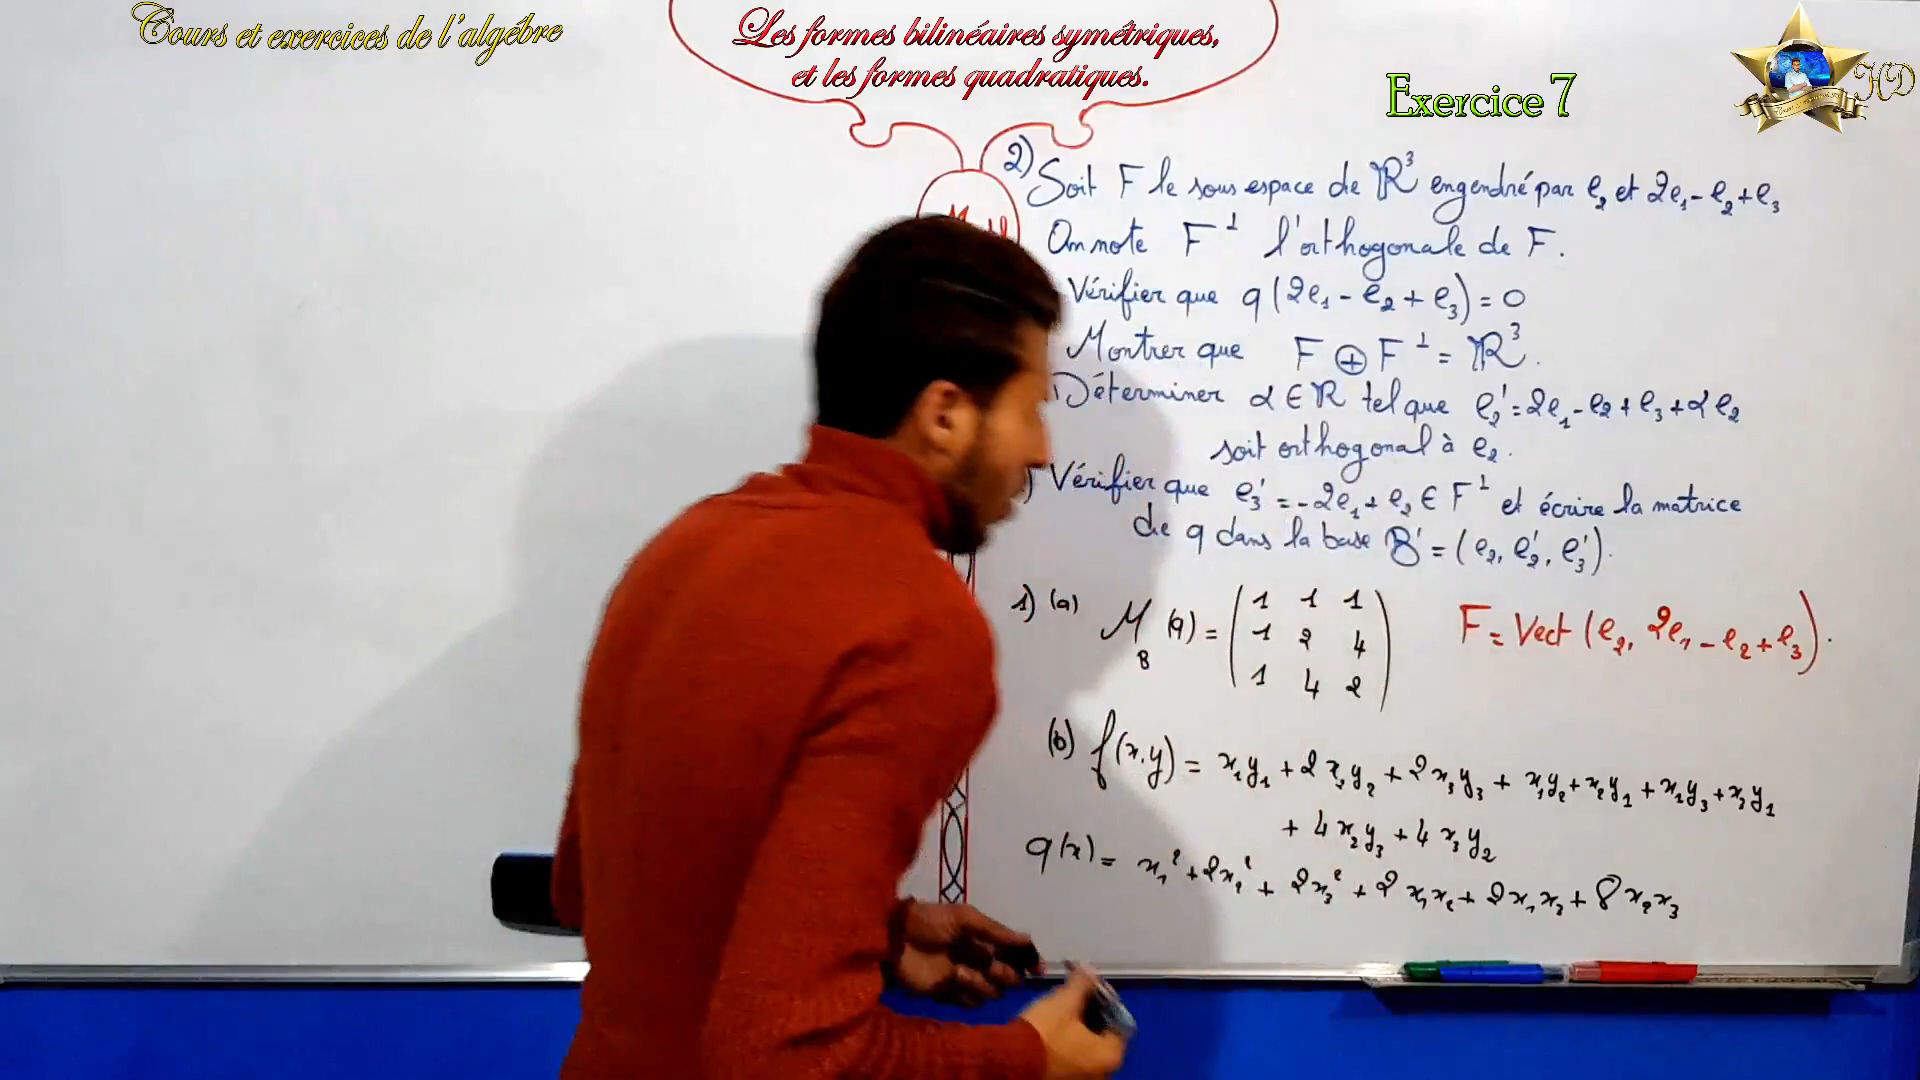 Cours et exercices de l'algébre
Les formes bilinéaires symétriques,
et les formes quadratiques.
Exercice 7
HD
2) Soit F le sous espace de ℝ³ engendré par e₂ et 2e₁ - e₂ + e₃
On note F^⊥ l'orthogonale de F.
Vérifier que q(2e₁ - e₂ + e₃) = 0
Montrer que F ⊕ F^⊥ = ℝ³.
Déterminer α ∈ ℝ tel que e₂' = 2e₁ - e₂ + e₃ + α e₂
soit orthogonal à e₂.
) Vérifier que e₃' = -2e₁ + e₂ ∈ F^⊥ et écrire la matrice
de q dans la base B' = (e₂, e₂', e₃').
1) (a) M_B (q) = (1 1 1
1 2 4
1 4 2)
F = Vect (e₂, 2e₁ - e₂ + e₃).
(b) f(x,y) = x₁y₁ + 2x₂y₂ + 2x₃y₃ + x₁y₂ + x₂y₁ + x₁y₃ + x₃y₁
+ 4x₂y₃ + 4x₃y₂
q(x) = x₁² + 2x₂² + 2x₃² + 2x₁x₂ + 2x₁x₃ + 8x₂x₃